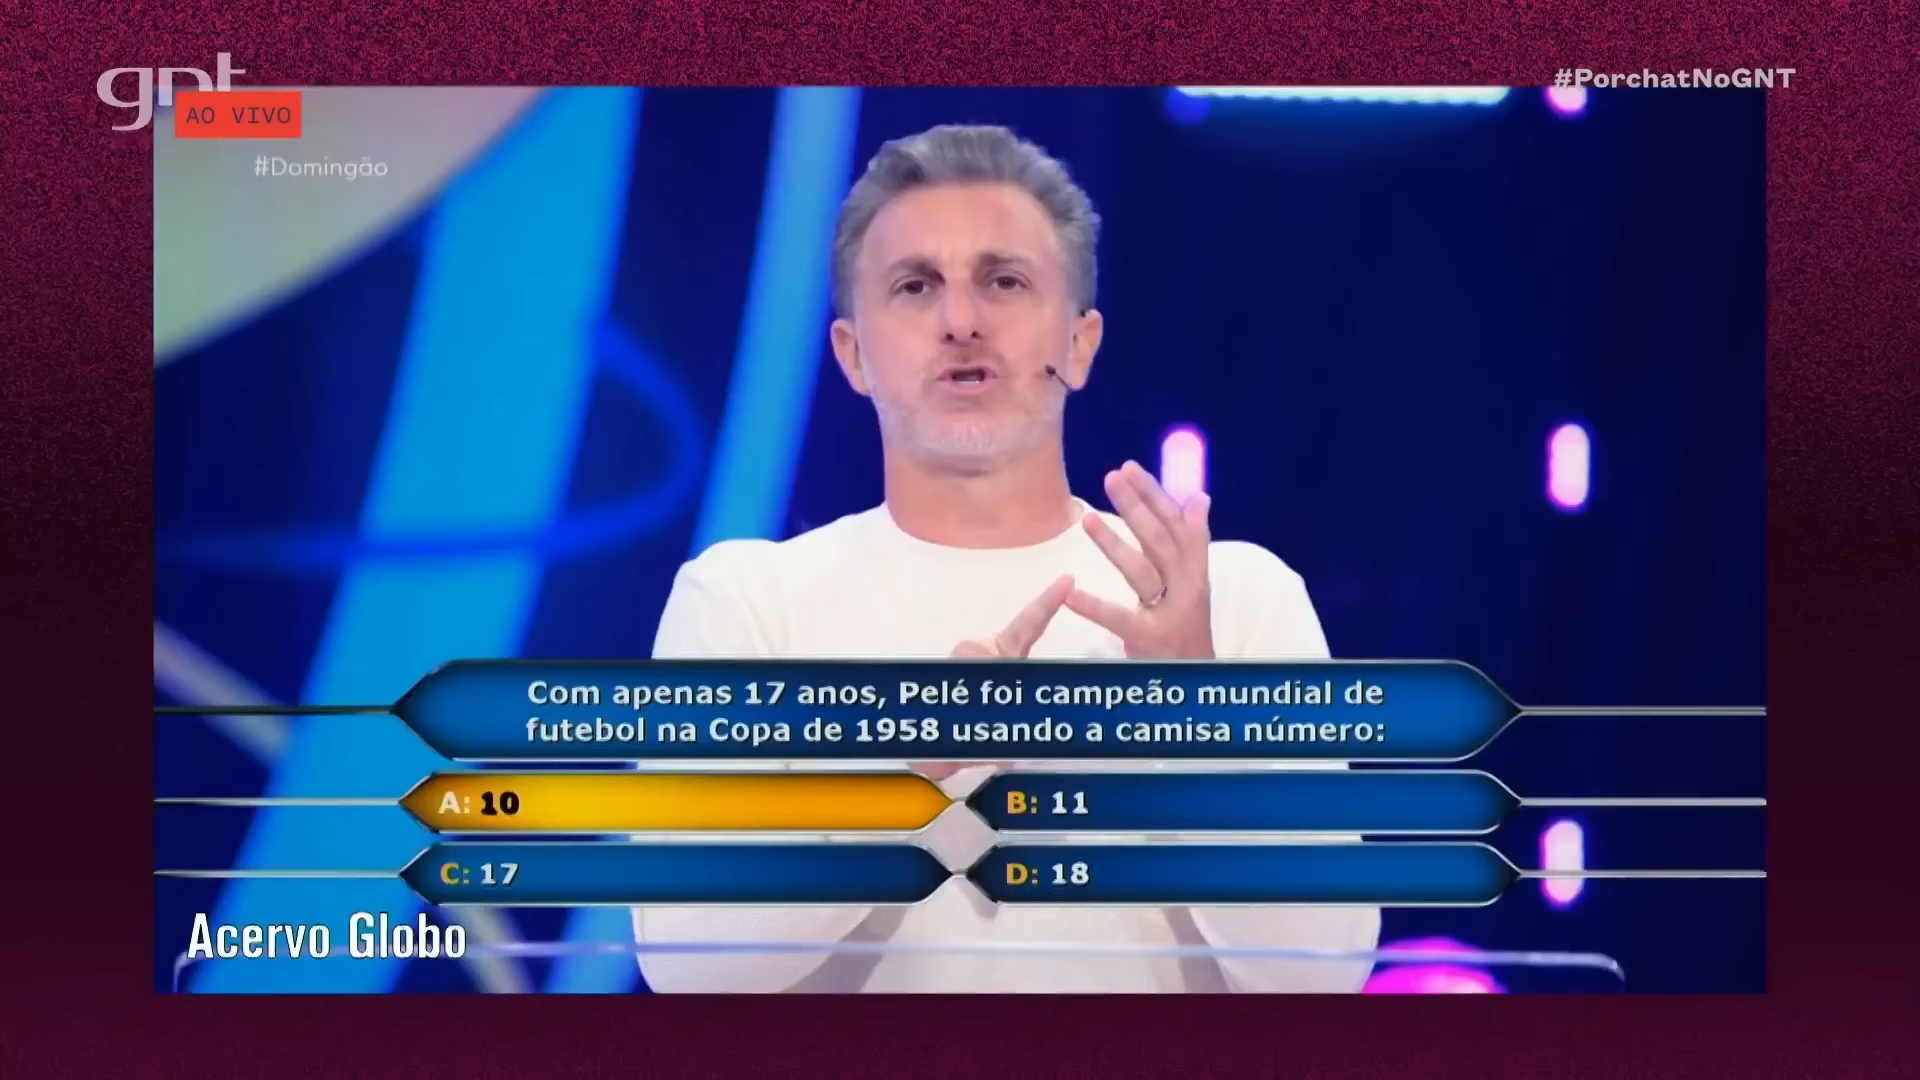 gnt
#PorchatNoGNT
AO VIVO
#Domingão
Com apenas 17 anos, Pelé foi campeão mundial de
futebol na Copa de 1958 usando a camisa número:
A: 10
B: 11
C: 17
D: 18
Acervo Globo